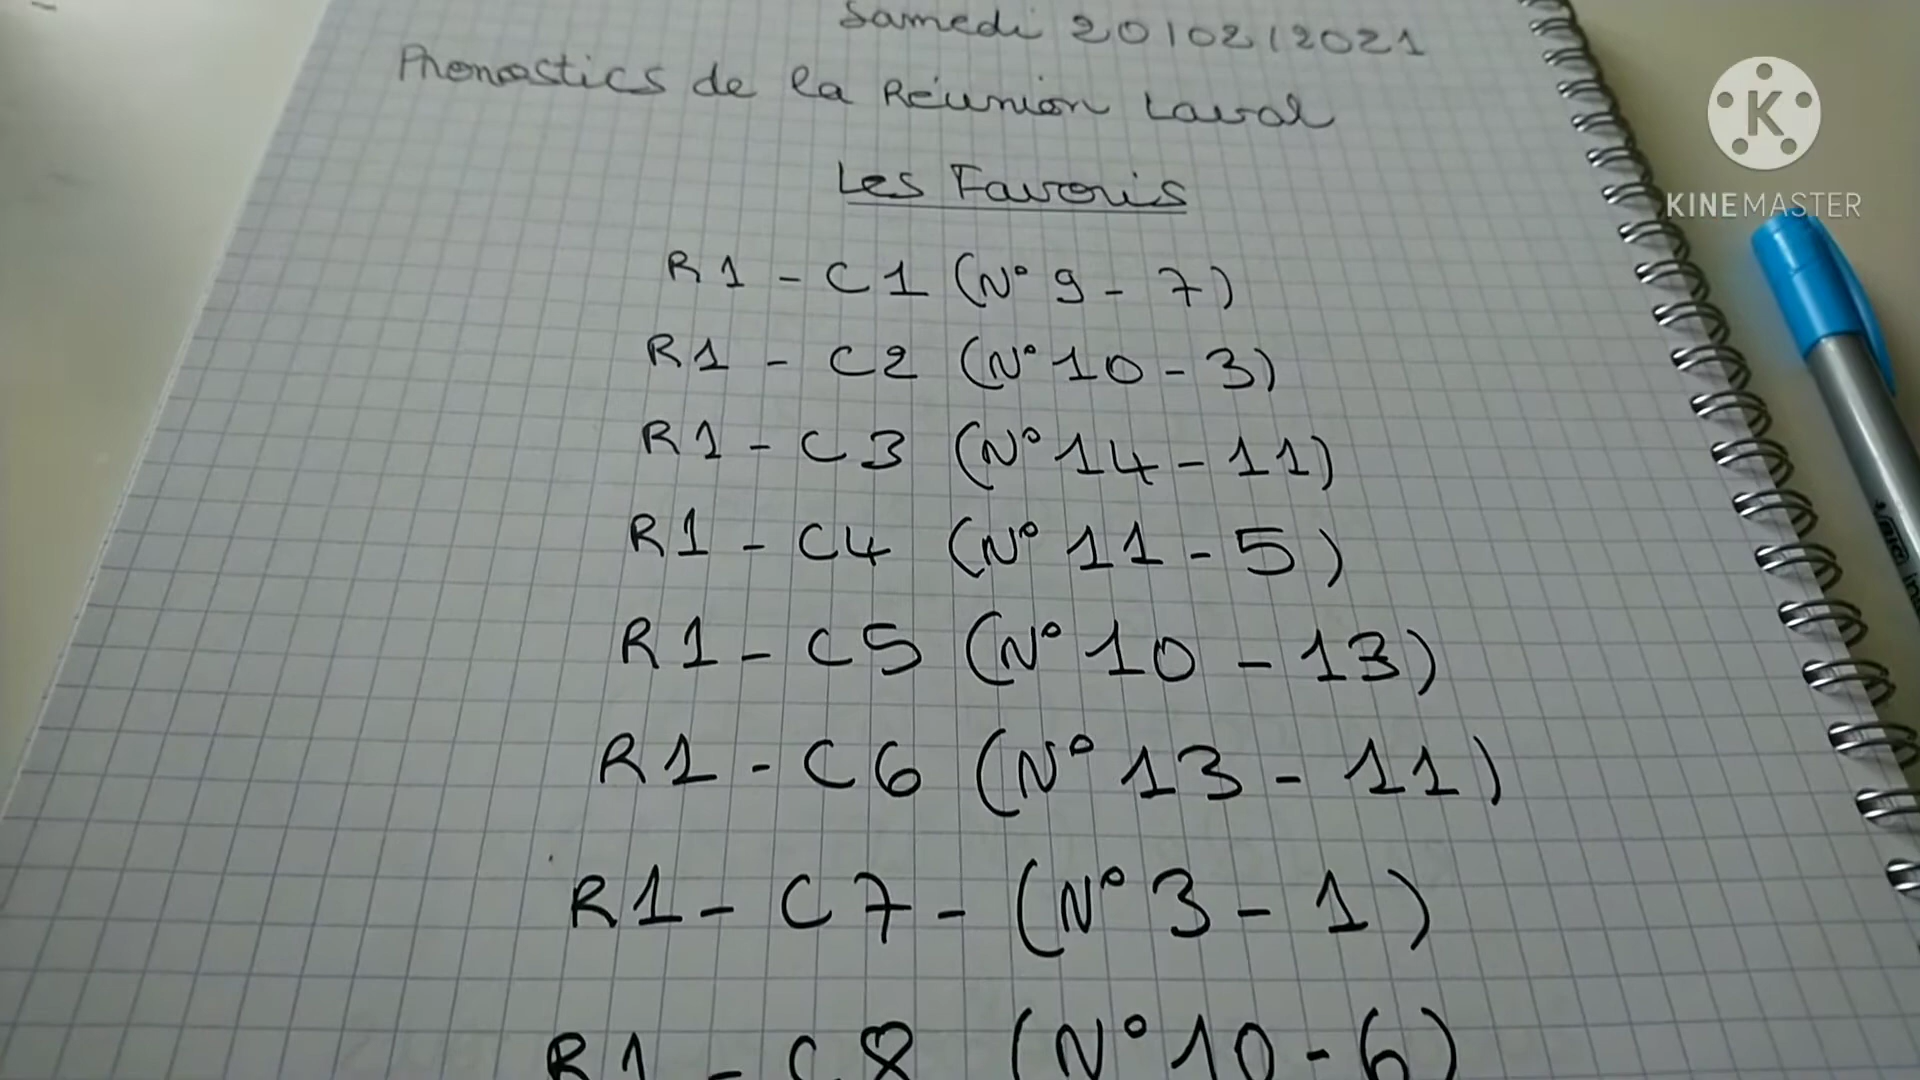 Samedi 20/02/2021
Pronostics de la Réunion Laval
Les Favoris
R1 - C1 (N° 9 - 7)
R1 - C2 (N° 10 - 3)
R1 - C3 (N° 14 - 11)
R1 - C4 (N° 11 - 5)
R1 - C5 (N° 10 - 13)
R1 - C6 (N° 13 - 11)
R1 - C7 - (N° 3 - 1)
R1 - C8 (N° 10 - 6)
K
KINEMASTER